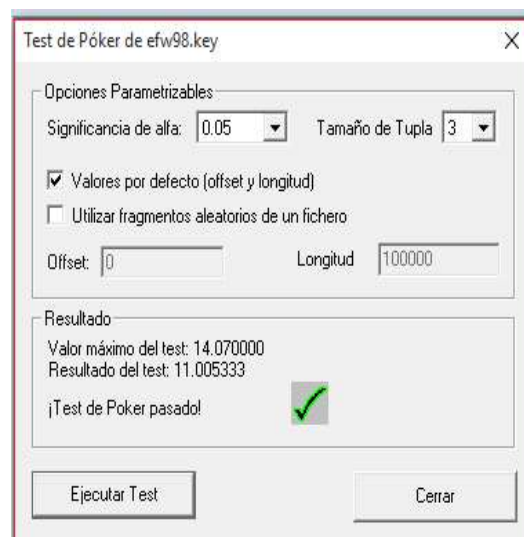 Test de Póker de efw98.key
Opciones Parametrizables
Significancia de alfa: 0.05 Tamaño de Tupla 3
Valores por defecto (offset y longitud)
Utilizar fragmentos aleatorios de un fichero
Offset: 0 Longitud 100000
Resultado
Valor máximo del test: 14.070000
Resultado del test: 11.005333
¡Test de Poker pasado!
Ejecutar Test Cerrar